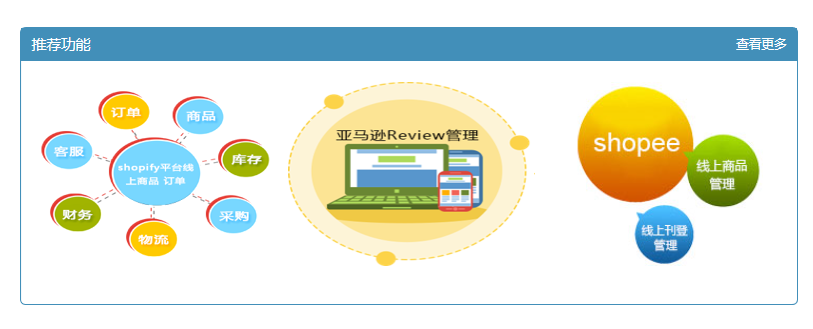 推荐功能
查看更多
订单
商品
客服
库存
shopify平台线
上商品 订单
财务
采购
物流
亚马逊Review管理
shopee
线上商品
管理
线上刊登
管理